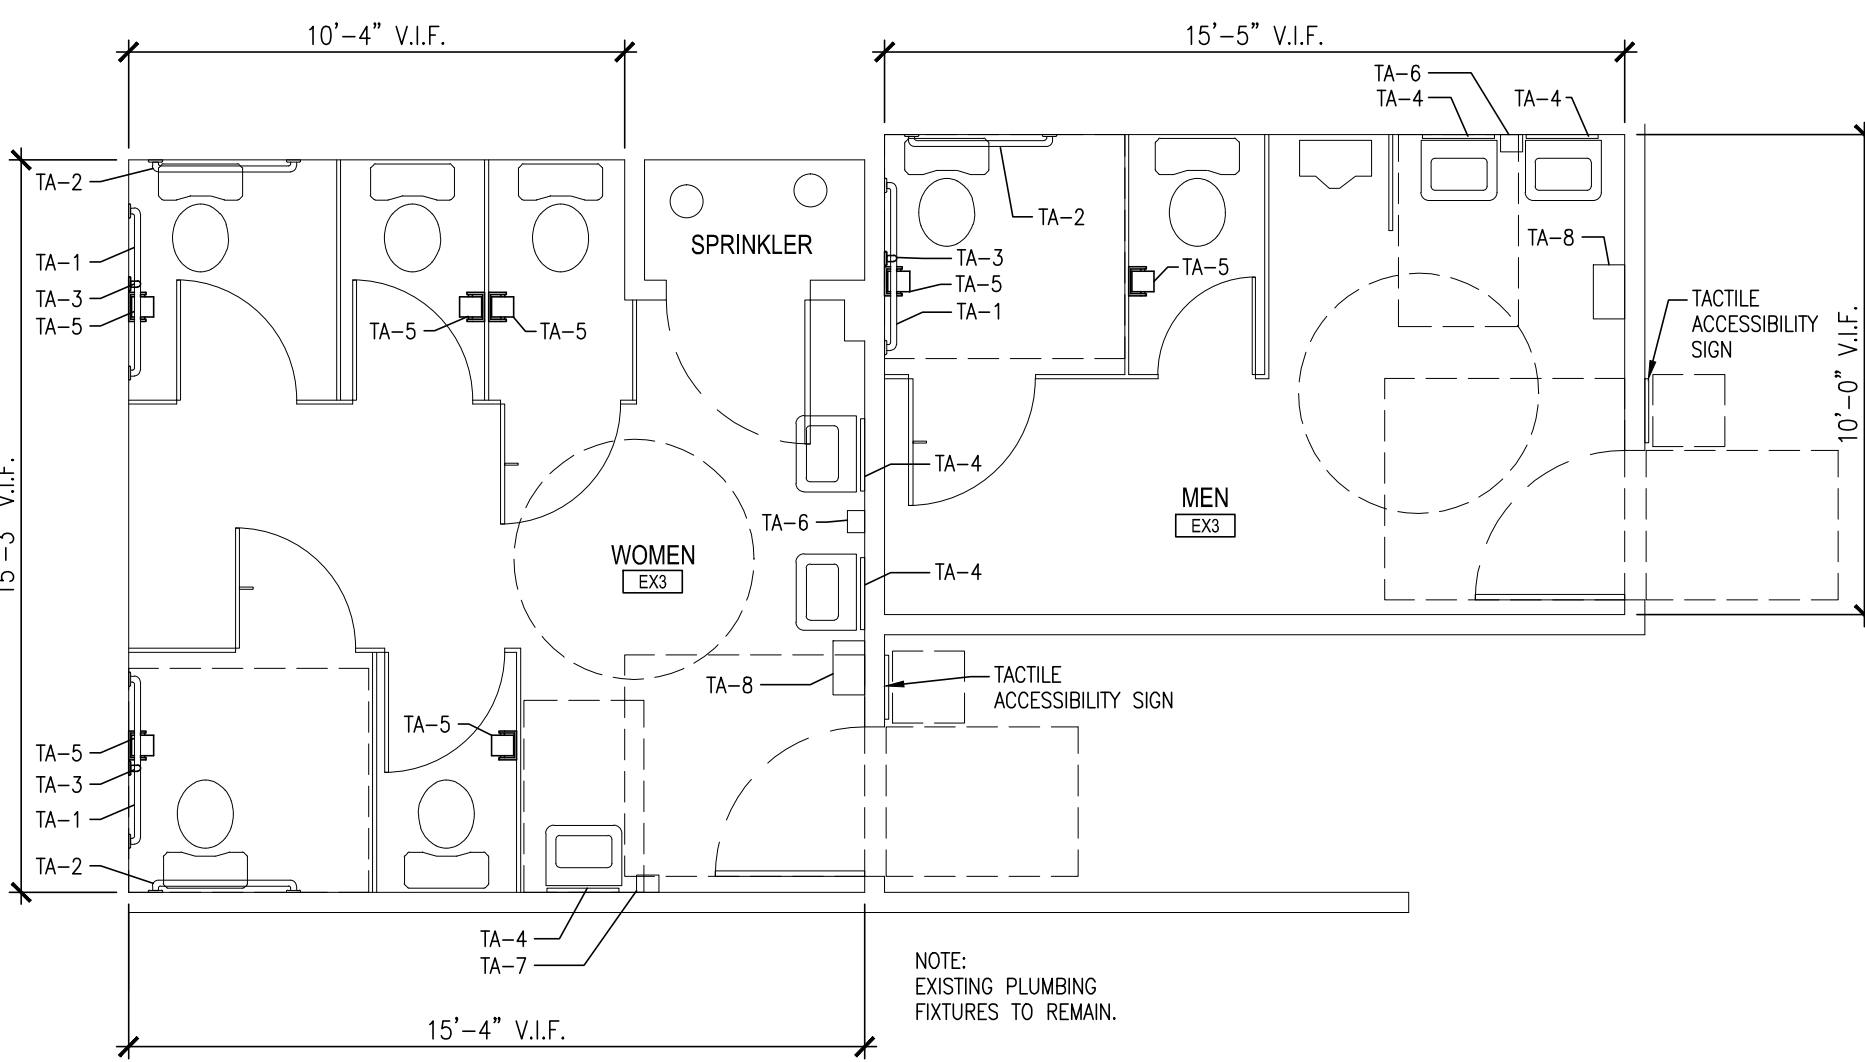 10'-4" V.I.F.
15'-5" V.I.F.
TA-6
TA-4
TA-4
TA-2
TA-1
TA-3
TA-5
TA-5
TA-5
SPRINKLER
TA-2
TA-3
TA-5
TA-1
TA-5
TA-8
TACTILE
ACCESSIBILITY
SIGN
10'-0" V.I.F.
15'-3" V.I.F.
TA-4
TA-6
WOMEN
EX3
TA-4
MEN
EX3
TA-8
TACTILE
ACCESSIBILITY SIGN
TA-5
TA-5
TA-3
TA-1
TA-2
TA-4
TA-7
NOTE:
EXISTING PLUMBING
FIXTURES TO REMAIN.
15'-4" V.I.F.